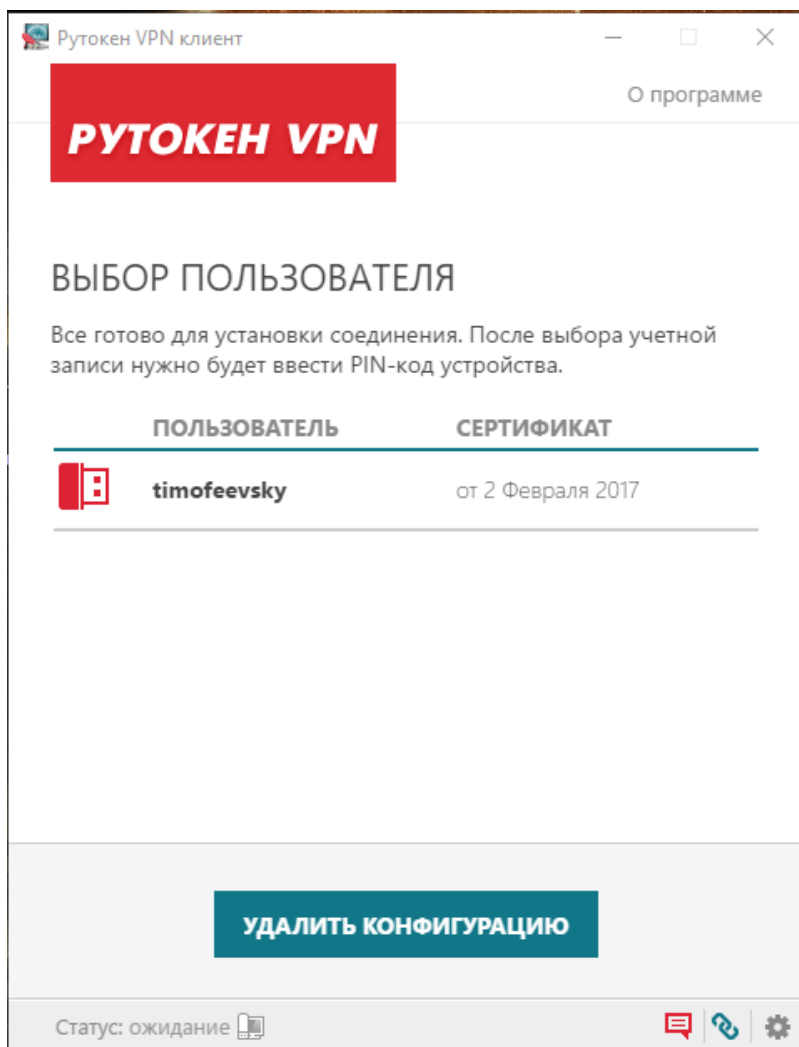 Рутокен VPN клиент
О программе
РУТОКЕН VPN
ВЫБОР ПОЛЬЗОВАТЕЛЯ
Все готово для установки соединения. После выбора учетной
записи нужно будет ввести PIN-код устройства.
ПОЛЬЗОВАТЕЛЬ СЕРТИФИКАТ
timofeevsky от 2 Февраля 2017
УДАЛИТЬ КОНФИГУРАЦИЮ
Статус: ожидание